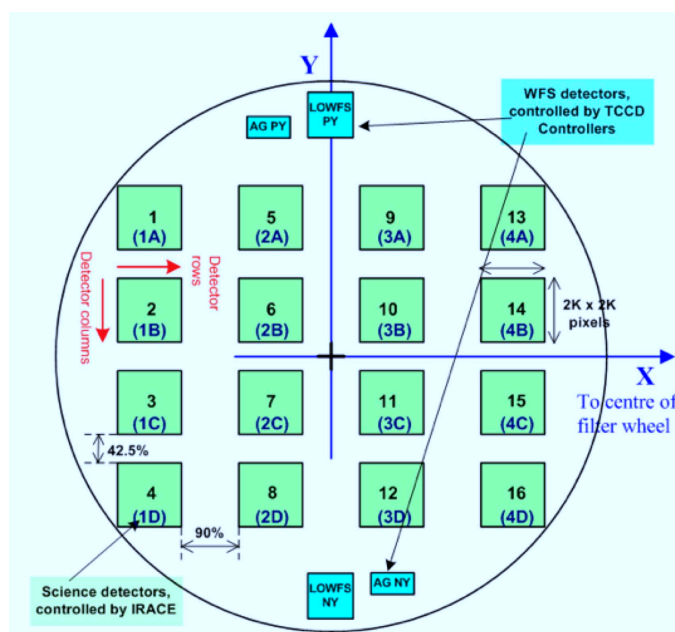 Y
LOWFS
PY
AG PY
WFS detectors,
controlled by TCCD
Controllers
1
(1A)
5
(2A)
9
(3A)
13
(4A)
Detector
rows
Detector columns
2
(1B)
6
(2B)
10
(3B)
14
(4B)
2K x 2K
pixels
X
To centre of
filter wheel
3
(1C)
7
(2C)
11
(3C)
15
(4C)
42.5%
4
(1D)
8
(2D)
12
(3D)
16
(4D)
90%
LOWFS
NY
AG NY
Science detectors,
controlled by IRACE